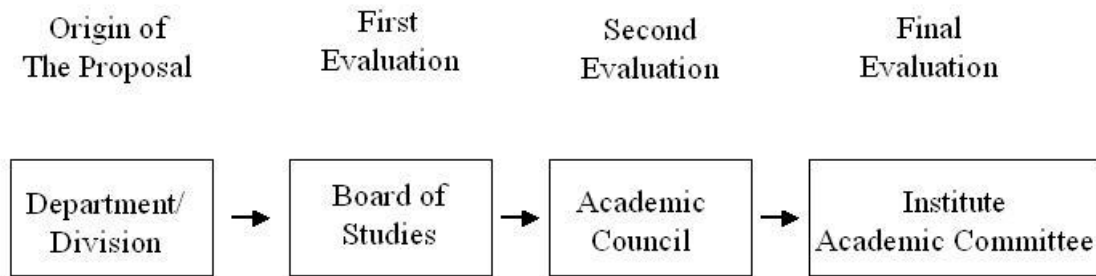 Origin of
The Proposal
First
Evaluation
Second
Evaluation
Final
Evaluation
Department/
Division
Board of
Studies
Academic
Council
Institute
Academic Committee